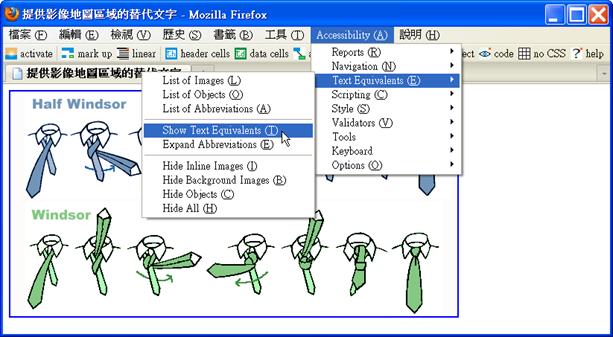 提供影像地圖區域的替代文字 - Mozilla Firefox
檔案 (F) 編輯 (E) 檢視 (V) 歷史 (S) 書籤 (B) 工具 (T) Accessibility (A) 說明 (H)
activate mark up linear header cells data cells code no CSS help
提供影像地圖區域的替代文字
Reports (R)
Navigation (N)
Text Equivalents (E)
Scripting (C)
Style (S)
Validators (V)
Tools
Keyboard
Options (O)
List of Images (L)
List of Objects (O)
List of Abbreviations (A)
Show Text Equivalents (T)
Expand Abbreviations (E)
Hide Inline Images (I)
Hide Background Images (B)
Hide Objects (C)
Hide All (H)
Half Windsor
Windsor